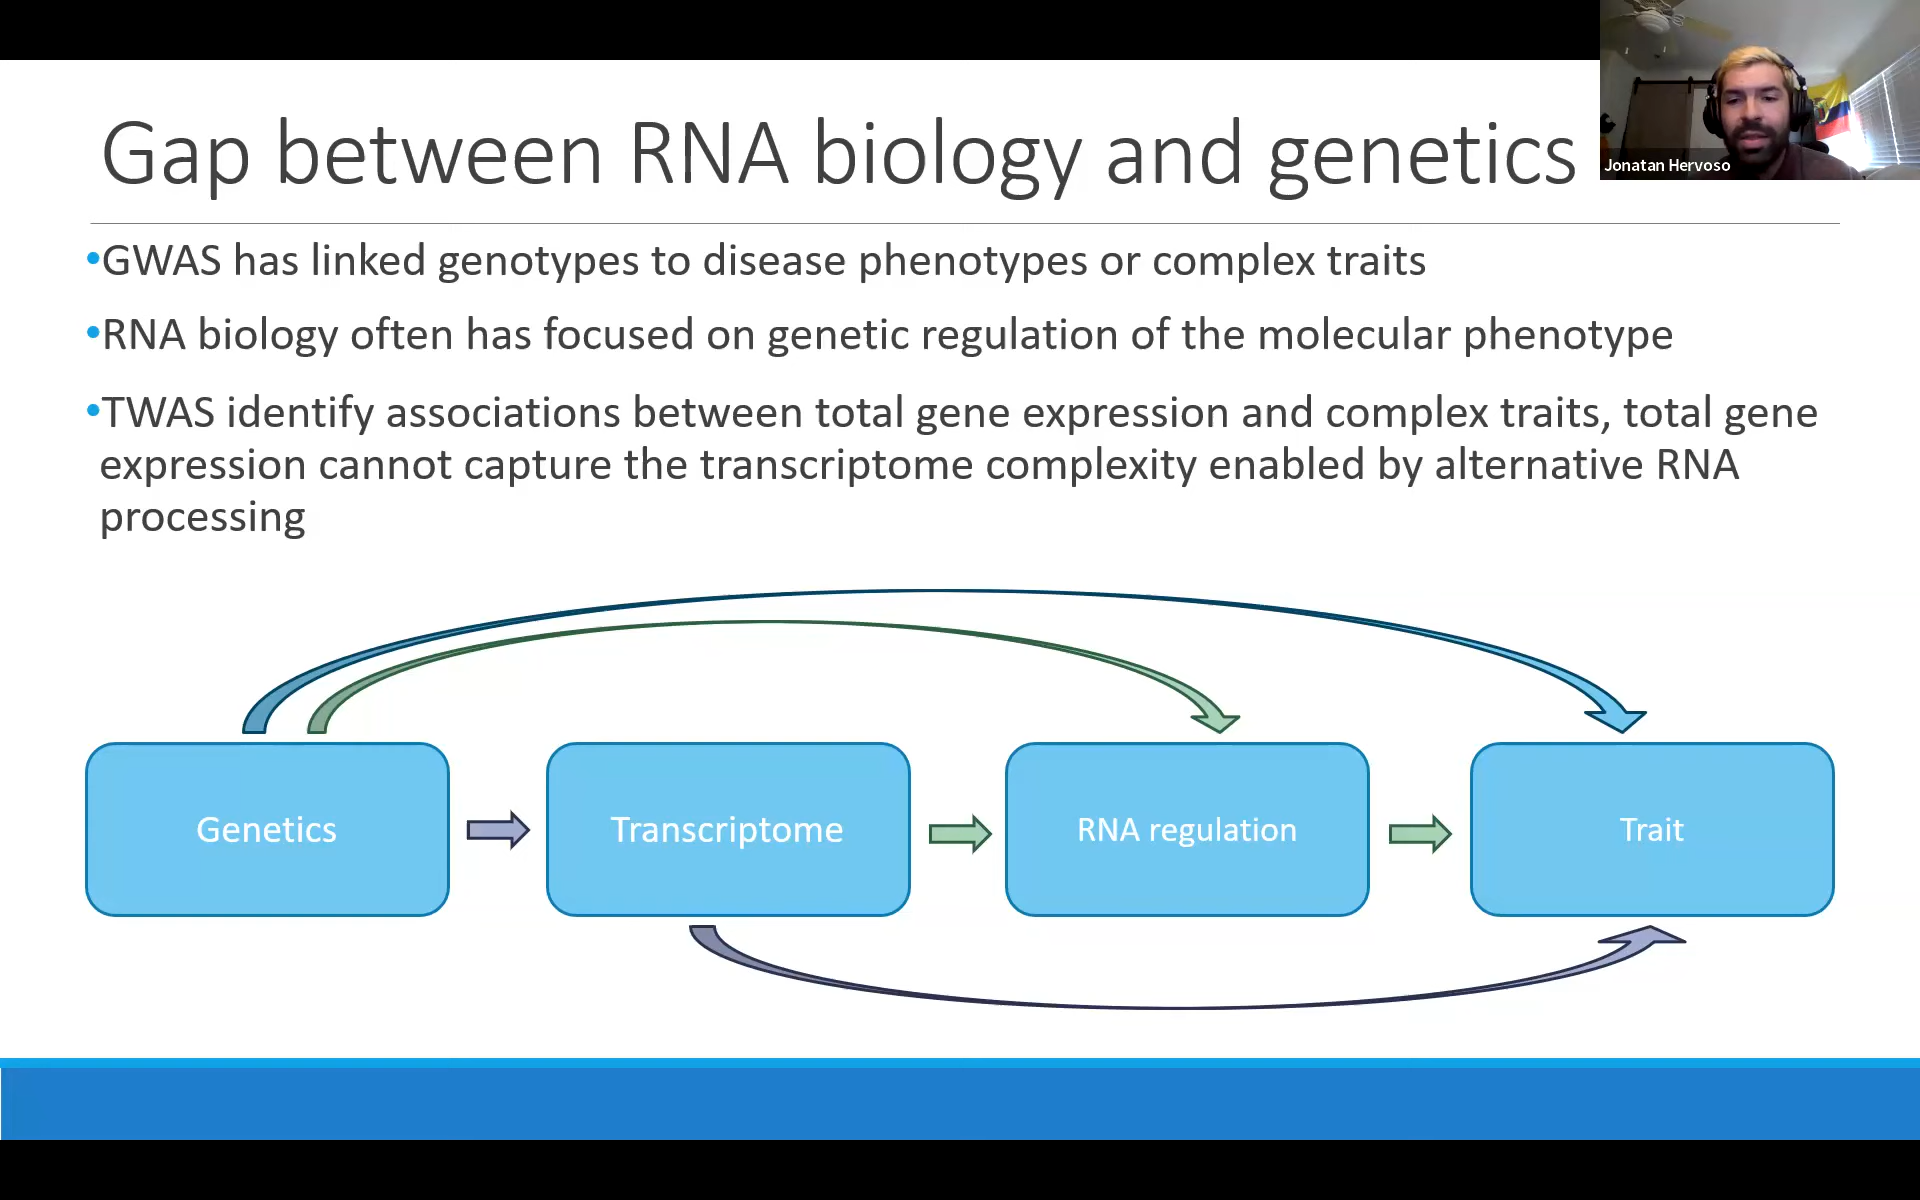 Gap between RNA biology and genetics
Jonatan Hervoso
•GWAS has linked genotypes to disease phenotypes or complex traits
•RNA biology often has focused on genetic regulation of the molecular phenotype
•TWAS identify associations between total gene expression and complex traits, total gene
expression cannot capture the transcriptome complexity enabled by alternative RNA
processing
Genetics
Transcriptome
RNA regulation
Trait